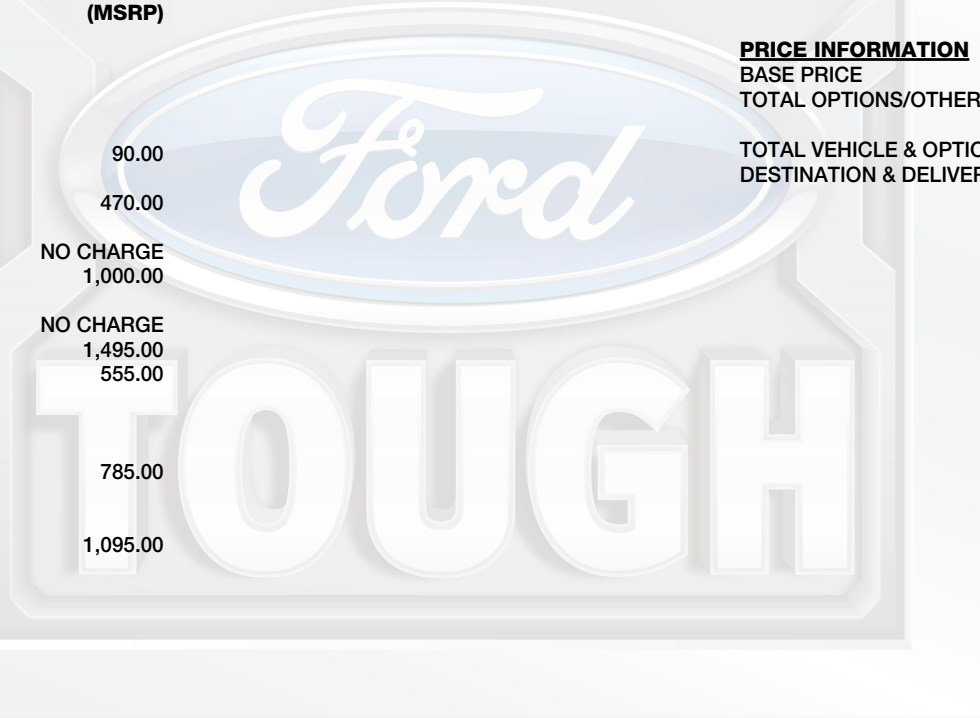 (MSRP)
90.00
470.00
NO CHARGE
1,000.00
NO CHARGE
1,495.00
555.00
785.00
1,095.00
PRICE INFORMATION
BASE PRICE
TOTAL OPTIONS/OTHER
TOTAL VEHICLE & OPTIO
DESTINATION & DELIVER
Ford
TOUGH